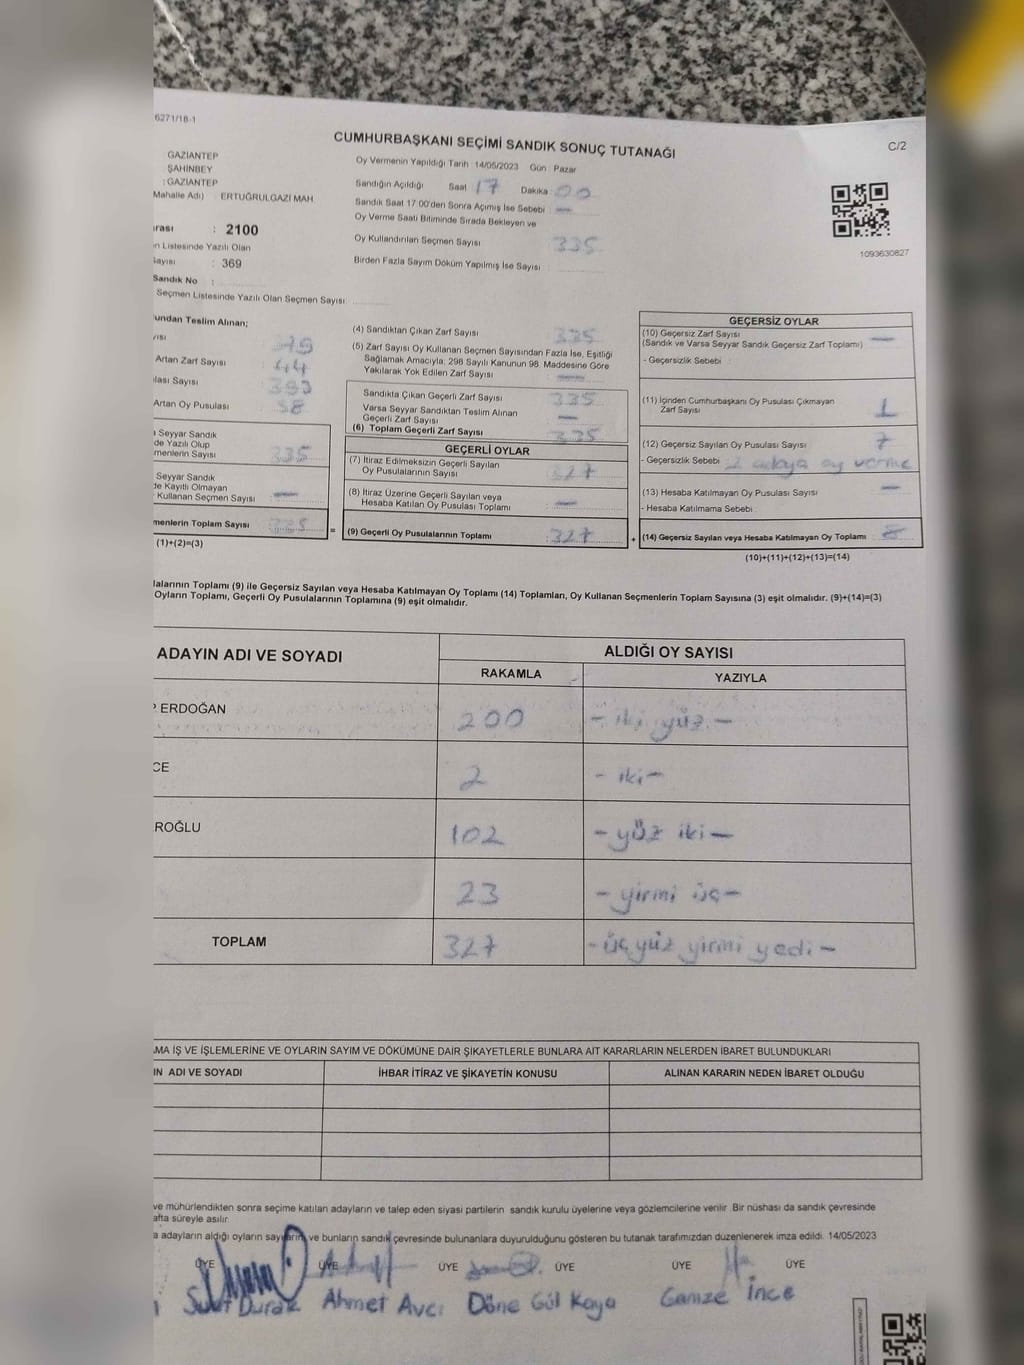 6271/18-1
CUMHURBAŞKANI SEÇİMİ SANDIK SONUÇ TUTANAĞI
C/2
GAZİANTEP
ŞAHİNBEY
: GAZİANTEP
Mahalle Adı) : ERTUĞRULGAZİ MAH
: 2100
Listesinde Yazılı Olan
: 369
Sandık No :
Seçmen Listesinde Yazılı Olan Seçmen Sayısı:
Oy Vermenin Yapıldığı Tarih : 14/05/2023 Gün : Pazar
Sandığın Açıldığı Saat 17 Dakika 00
Sandık Saat 17:00'den Sonra Açımış İse Sebebi : —
Oy Verme Saati Bitiminde Sırada Bekleyen ve
Oy Kullandırılan Seçmen Sayısı 335
Birden Fazla Sayım Döküm Yapılmış İse Sayısı :
1093630827
undan Teslim Alınan;
Artan Zarf Sayısı : 44
Artan Oy Pusulası : 58
Seyyar Sandık
de Yazılı Olup
menlerin Sayısı : 335
Seyyar Sandık
de Kayıtlı Olmayan
Kullanan Seçmen Sayısı : —
menlerin Toplam Sayısı : 335
(1)+(2)=(3)
(4) Sandıktan Çıkan Zarf Sayısı 335
(5) Zarf Sayısı Oy Kullanan Seçmen Sayısından Fazla İse, Eşitliği
Sağlamak Amacıyla; 298 Sayılı Kanunun 98. Maddesine Göre
Yakılarak Yok Edilen Zarf Sayısı —
Sandıkta Çıkan Geçerli Zarf Sayısı 335
Varsa Seyyar Sandıktan Teslim Alınan
Geçerli Zarf Sayısı —
(6) Toplam Geçerli Zarf Sayısı 335
GEÇERLİ OYLAR
(7) İtiraz Edilmeksizin Geçerli Sayılan
Oy Pusulalarının Sayısı 327
(8) İtiraz Üzerine Geçerli Sayılan veya
Hesaba Katılan Oy Pusulası Toplamı —
= (9) Geçerli Oy Pusulalarının Toplamı : 327
GEÇERSİZ OYLAR
(10) Geçersiz Zarf Sayısı
(Sandık ve Varsa Seyyar Sandık Geçersiz Zarf Toplamı) —
- Geçersizlik Sebebi :
(11) İçinden Cumhurbaşkanı Oy Pusulası Çıkmayan
Zarf Sayısı 1
(12) Geçersiz Sayılan Oy Pusulası Sayısı 7
- Geçersizlik Sebebi 2 adaya oy verme
(13) Hesaba Katılmayan Oy Pusulası Sayısı —
- Hesaba Katılmama Sebebi
+ (14) Geçersiz Sayılan veya Hesaba Katılmayan Oy Toplamı : 8
(10)+(11)+(12)+(13)=(14)
lalarının Toplamı (9) ile Geçersiz Sayılan veya Hesaba Katılmayan Oy Toplamı (14) Toplamları, Oy Kullanan Seçmenlerin Toplam Sayısına (3) eşit olmalıdır. (9)+(14)=(3)
Oyların Toplamı, Geçerli Oy Pusulalarının Toplamına (9) eşit olmalıdır.
ADAYIN ADI VE SOYADI
ALDIĞI OY SAYISI
RAKAMLA YAZIYLA
ERDOĞAN 200 - iki yüz -
CE 2 - iki -
ROĞLU 102 - yüz iki -
23 - yirmi üç -
TOPLAM 327 - üç yüz yirmi yedi -
MA İŞ VE İŞLEMLERİNE VE OYLARIN SAYIM VE DÖKÜMÜNE DAİR ŞİKAYETLERLE BUNLARA AİT KARARLARIN NELERDEN İBARET BULUNDUKLARI
IN ADI VE SOYADI İHBAR İTİRAZ VE ŞİKAYETİN KONUSU ALINAN KARARIN NEDEN İBARET OLDUĞU
ve mühürlendikten sonra seçime katılan adayların ve talep eden siyasi partilerin sandık kurulu üyelerine veya gözlemcilerine verilir. Bir nüshası da sandık çevresinde
afta süreyle asılır.
a adayların aldığı oyların sayıların ve bunların sandık çevresinde bulunanlara duyurulduğunu gösteren bu tutanak tarafımızdan düzenlenerek imza edildi. 14/05/2023
ÜYE ÜYE ÜYE ÜYE ÜYE ÜYE
Durak Ahmet Avcı Döne Gül Kaya Gamze İnce